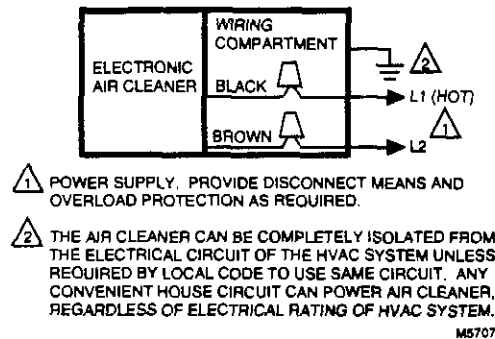 WIRING
COMPARTMENT
ELECTRONIC
AIR CLEANER
BLACK
BROWN
2
L1 (HOT)
1
L2
1 POWER SUPPLY. PROVIDE DISCONNECT MEANS AND
OVERLOAD PROTECTION AS REQUIRED.
2 THE AIR CLEANER CAN BE COMPLETELY ISOLATED FROM
THE ELECTRICAL CIRCUIT OF THE HVAC SYSTEM UNLESS
REQUIRED BY LOCAL CODE TO USE SAME CIRCUIT. ANY
CONVENIENT HOUSE CIRCUIT CAN POWER AIR CLEANER,
REGARDLESS OF ELECTRICAL RATING OF HVAC SYSTEM.
M5707